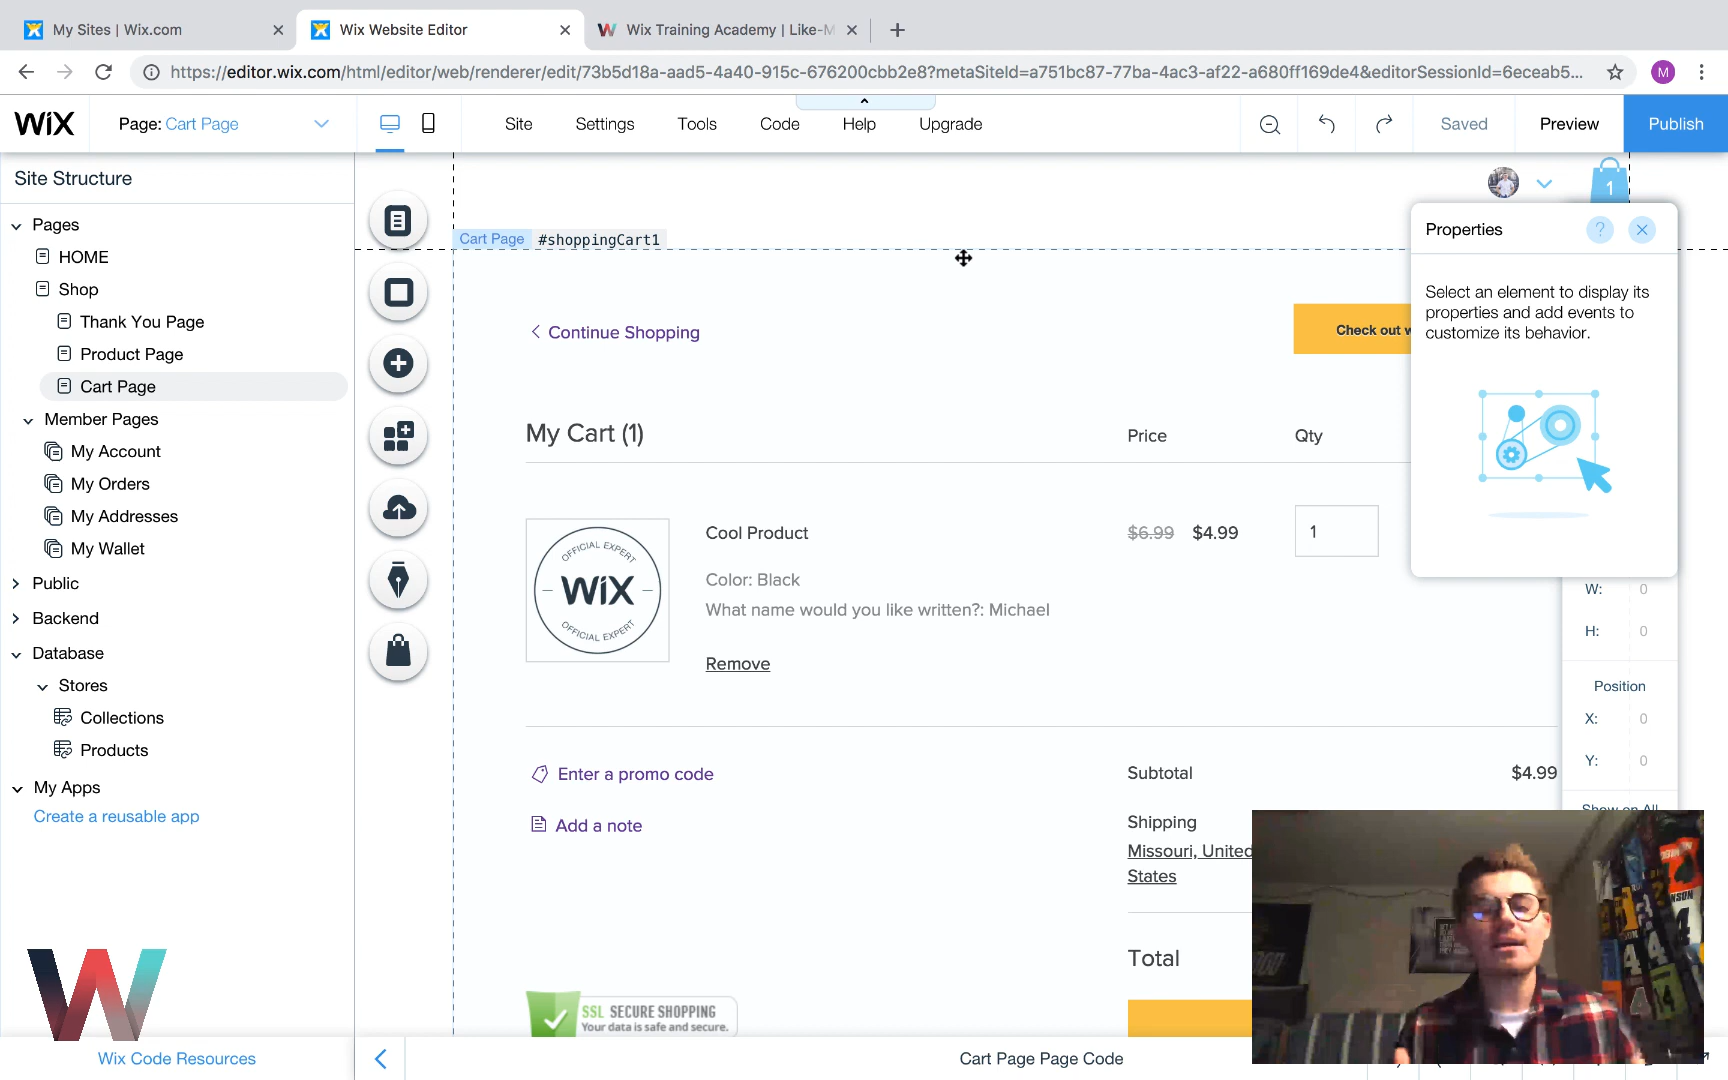 My Sites | Wix.com
Wix Website Editor
Wix Training Academy | Like-M
https://editor.wix.com/html/editor/web/renderer/edit/73b5d18a-aad5-4a40-915c-676200cbb2e8?metaSiteId=a751bc87-77ba-4ac3-af22-a680ff169de4&editorSessionId=6eceab5...
M
WiX
Page: Cart Page
Site
Settings
Tools
Code
Help
Upgrade
Saved
Preview
Publish
Site Structure
Pages
HOME
Shop
Thank You Page
Product Page
Cart Page
Member Pages
My Account
My Orders
My Addresses
My Wallet
Public
Backend
Database
Stores
Collections
Products
My Apps
Create a reusable app
Wix Code Resources
Cart Page #shoppingCart1
1
Continue Shopping
Check out w
My Cart (1)
Price
Qty
OFFICIAL EXPERT
WiX
OFFICIAL EXPERT
Cool Product
$6.99 $4.99
1
Color: Black
What name would you like written?: Michael
Remove
Enter a promo code
Add a note
Subtotal
$4.99
Shipping
Missouri, United
States
Total
SSL SECURE SHOPPING
Your data is safe and secure.
Cart Page Page Code
Properties
?
Select an element to display its
properties and add events to
customize its behavior.
W: 0
H: 0
Position
X: 0
Y: 0
Show on All